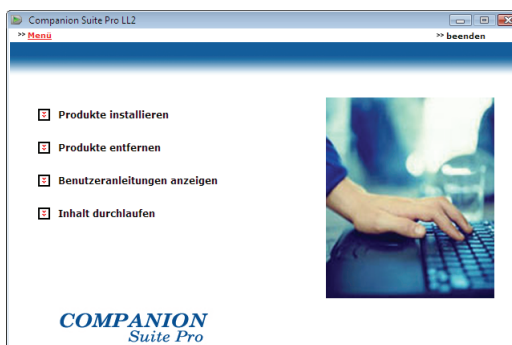 Companion Suite Pro LL2
>> Menü >> beenden
Produkte installieren
Produkte entfernen
Benutzeranleitungen anzeigen
Inhalt durchlaufen
COMPANION
Suite Pro